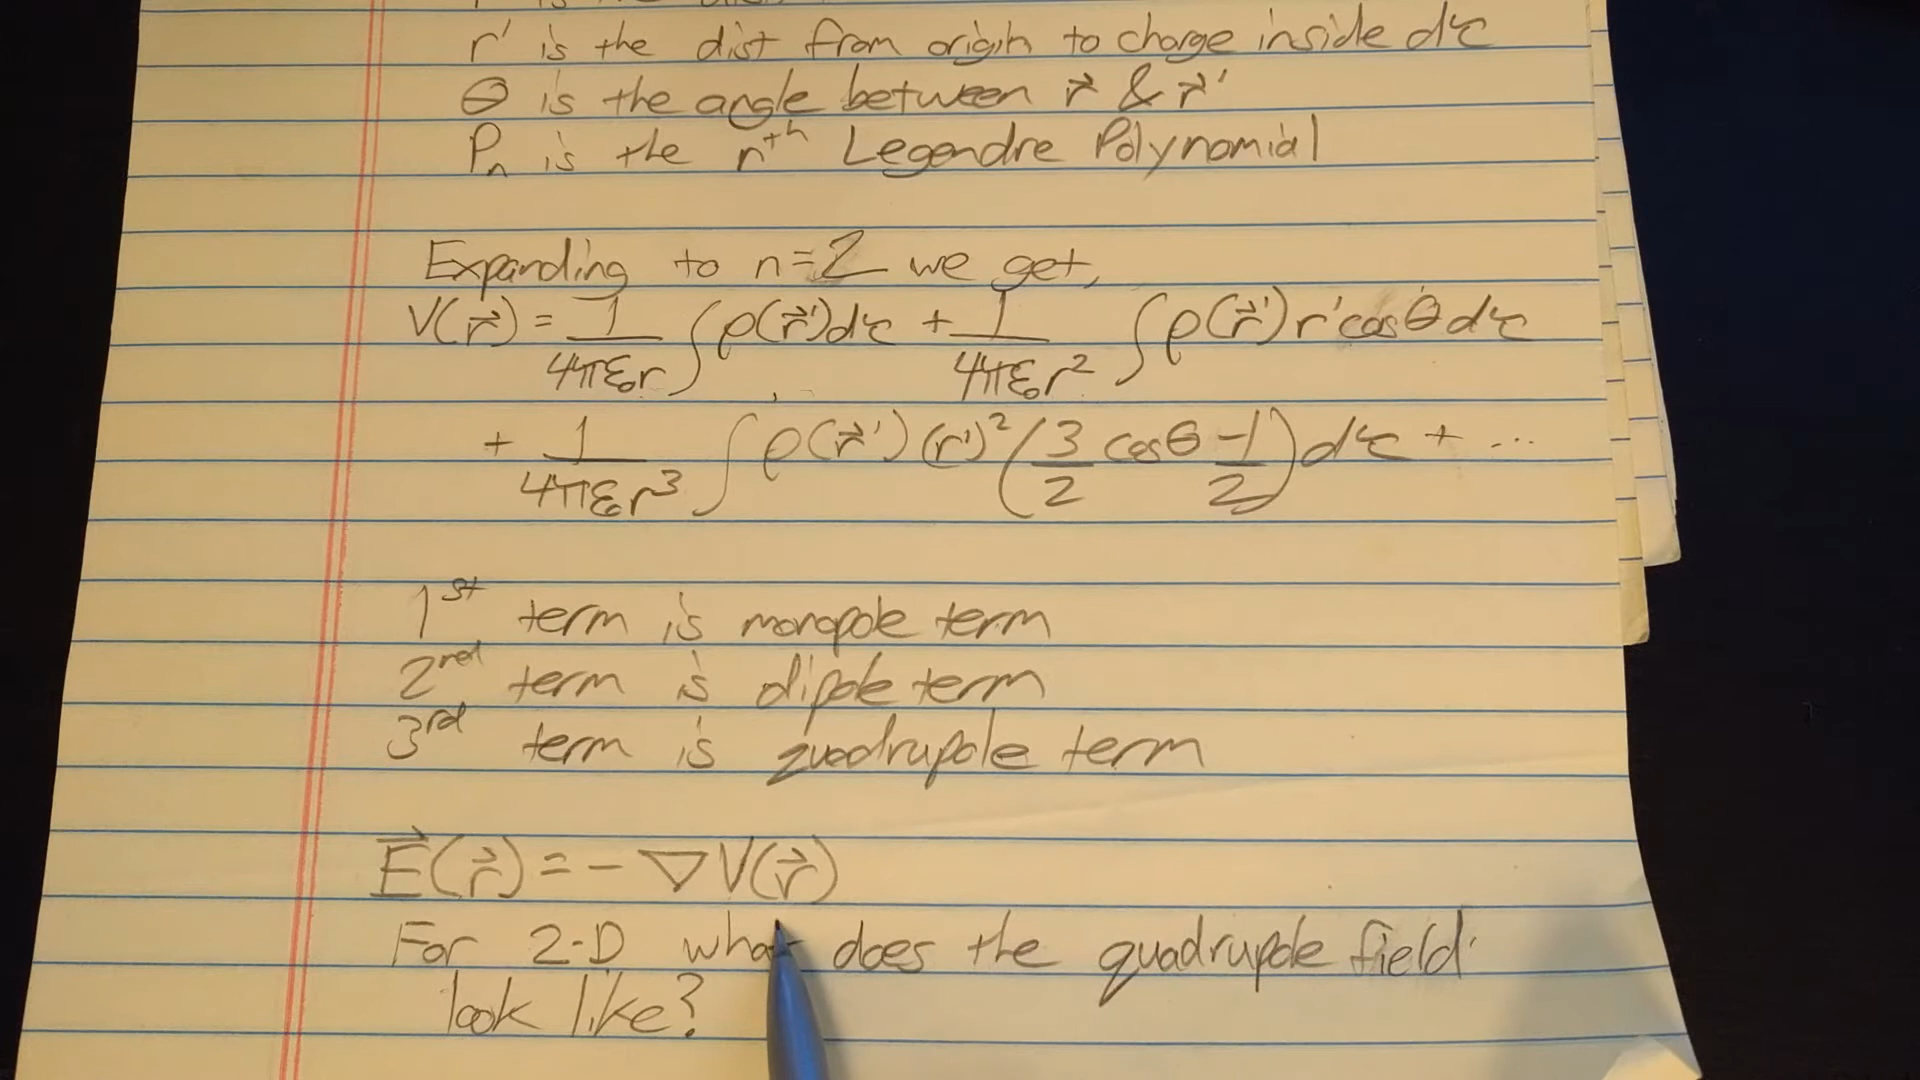 r' is the dist from origin to charge inside dτ
θ is the angle between r⃗ & r⃗'
Pₙ is the nᵗʰ Legendre Polynomial
Expanding to n=2 we get,
V(r⃗) = 1/(4πε₀r) ∫ρ(r⃗')dτ + 1/(4πε₀r²) ∫ρ(r⃗')r'cosθdτ
+ 1/(4πε₀r³) ∫ρ(r⃗')(r')²(3/2 cosθ - 1/2)dτ + ...
1ˢᵗ term is monopole term
2ʳᵈ term is dipole term
3ʳᵈ term is quadrupole term
E⃗(r⃗) = -∇V(r⃗)
For 2-D what does the quadrupole field
look like?